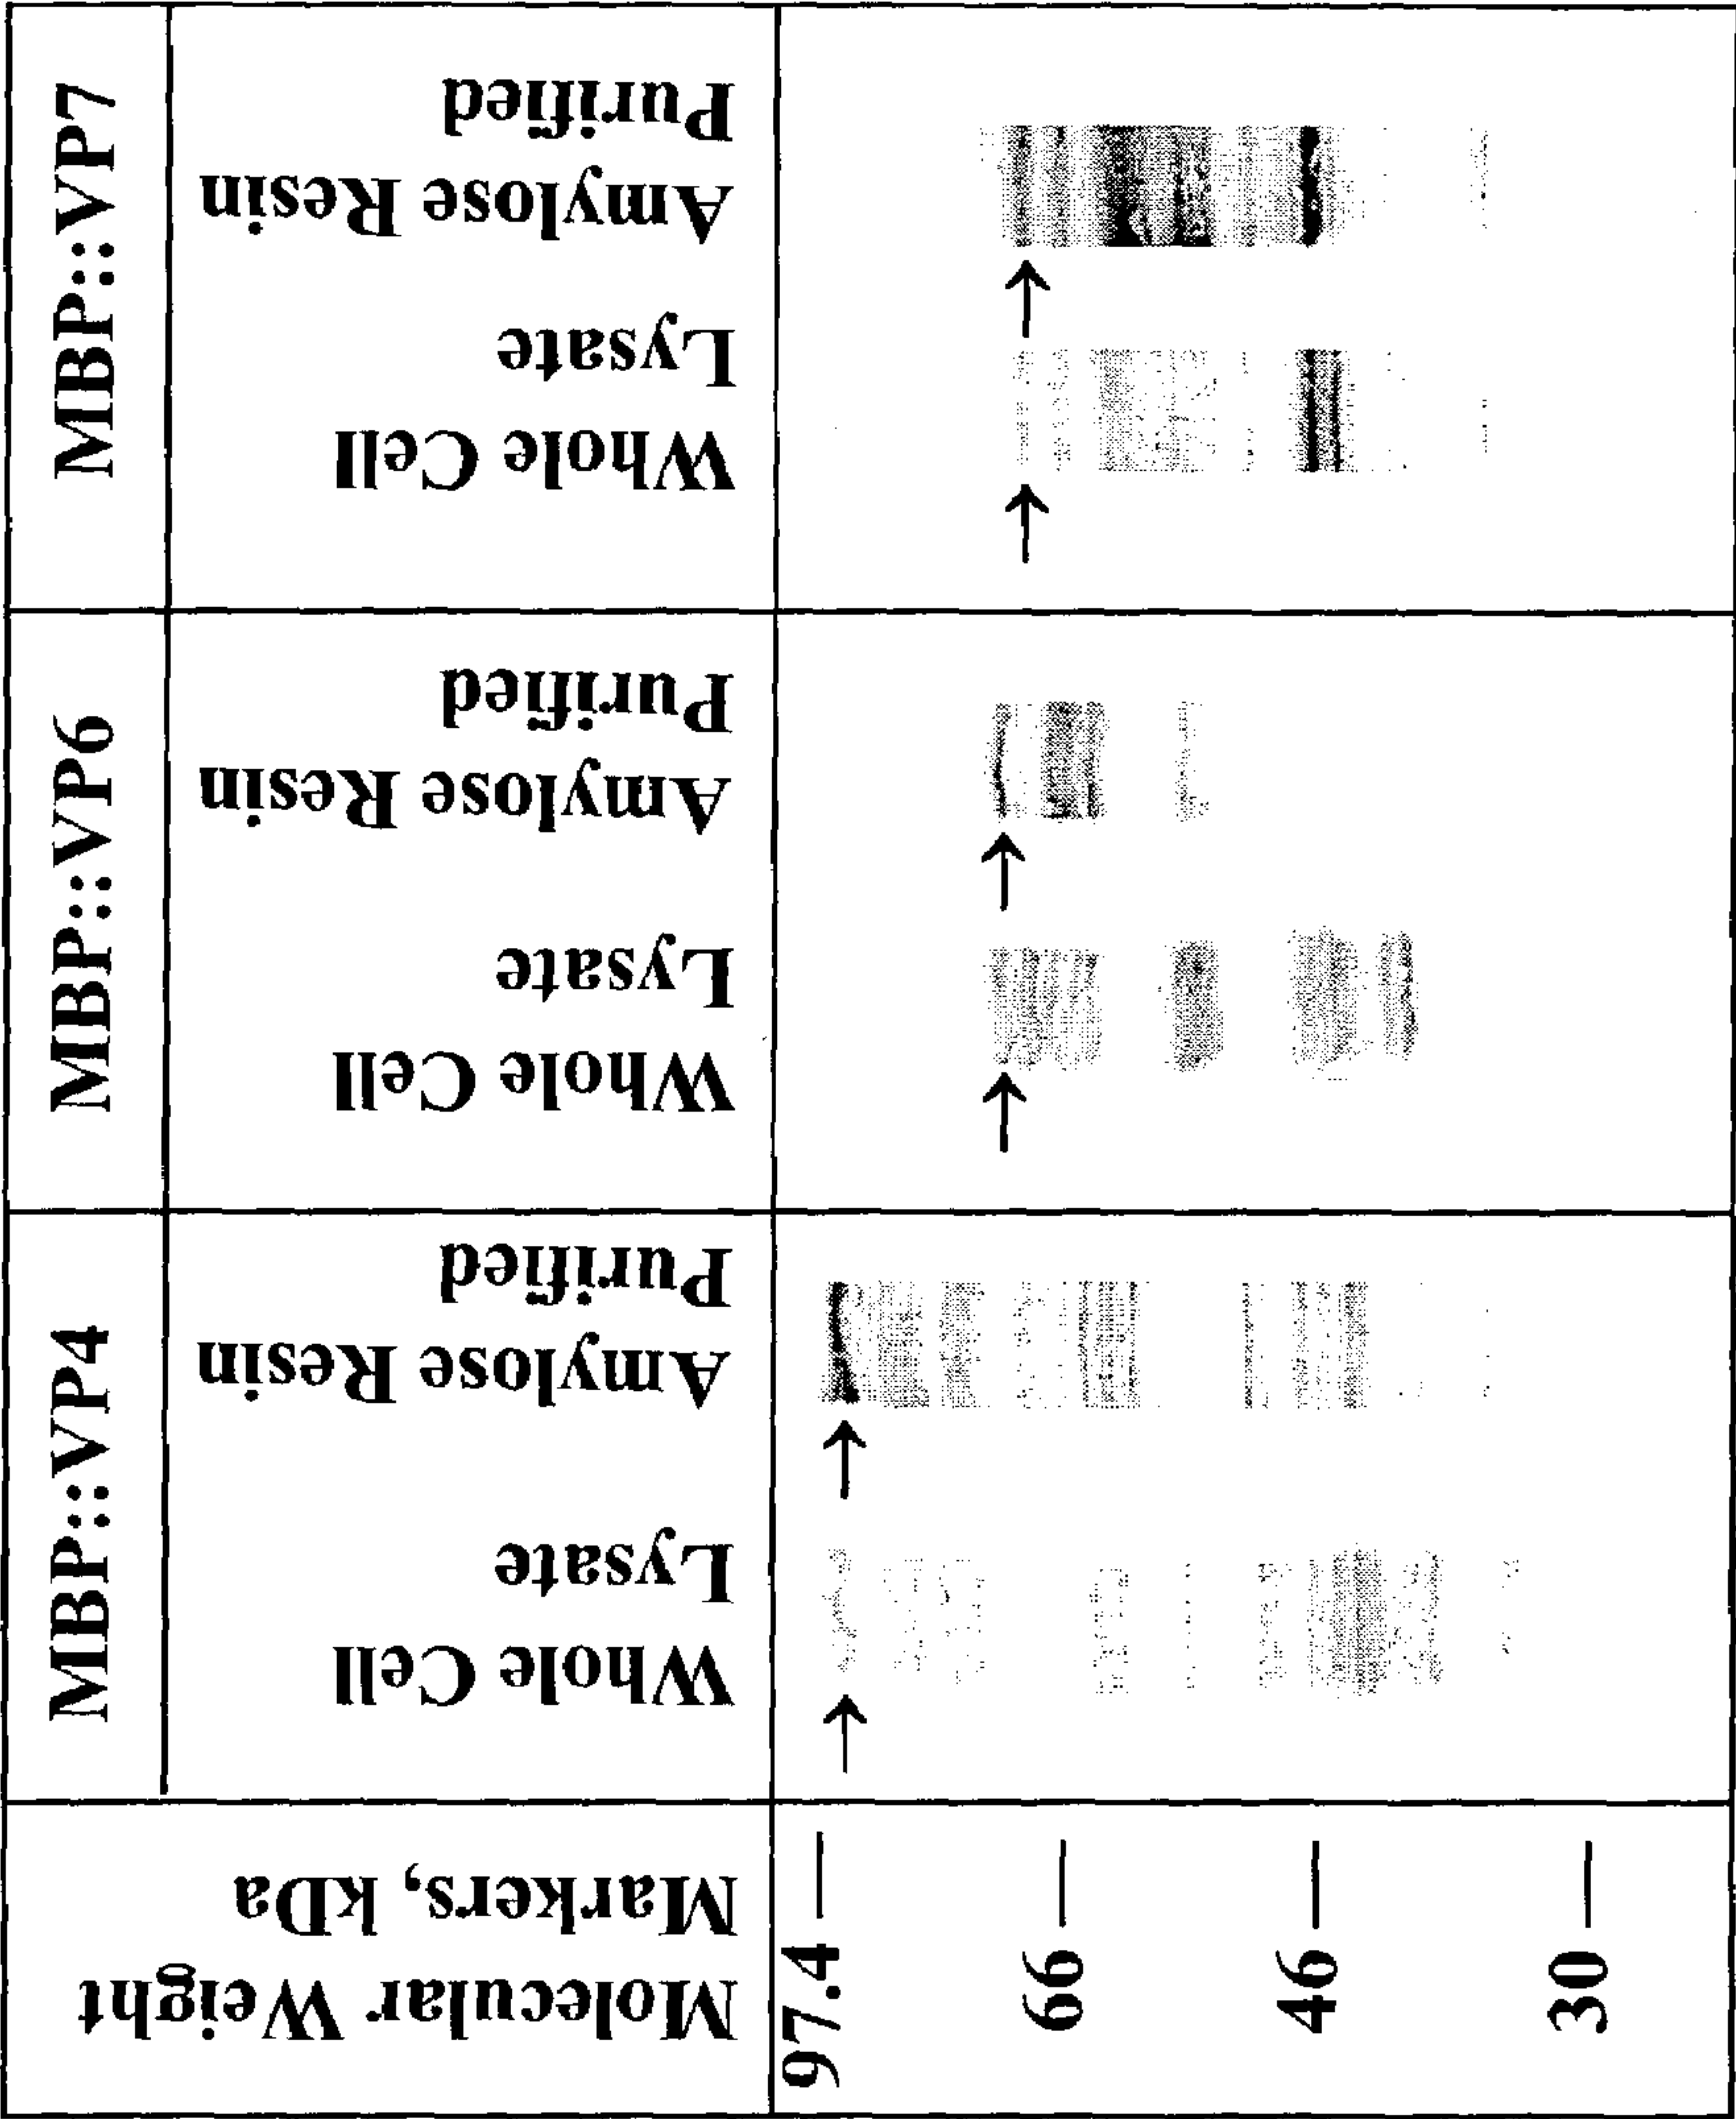 MBP::VP4
MBP::VP6
MBP::VP7
Molecular Weight
Markers, kDa
Whole Cell
Lysate
Amylose Resin
Purified
Whole Cell
Lysate
Amylose Resin
Purified
Whole Cell
Lysate
Amylose Resin
Purified
97.4
66
46
30